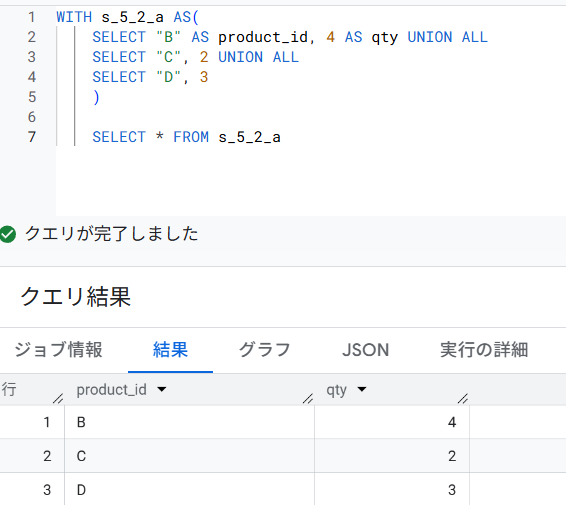 1 WITH s_5_2_a AS(
2 SELECT "B" AS product_id, 4 AS qty UNION ALL
3 SELECT "C", 2 UNION ALL
4 SELECT "D", 3
5 )
6
7 SELECT * FROM s_5_2_a
クエリが完了しました
クエリ結果
ジョブ情報 結果 グラフ JSON 実行の詳細
行 product_id qty
1 B 4
2 C 2
3 D 3